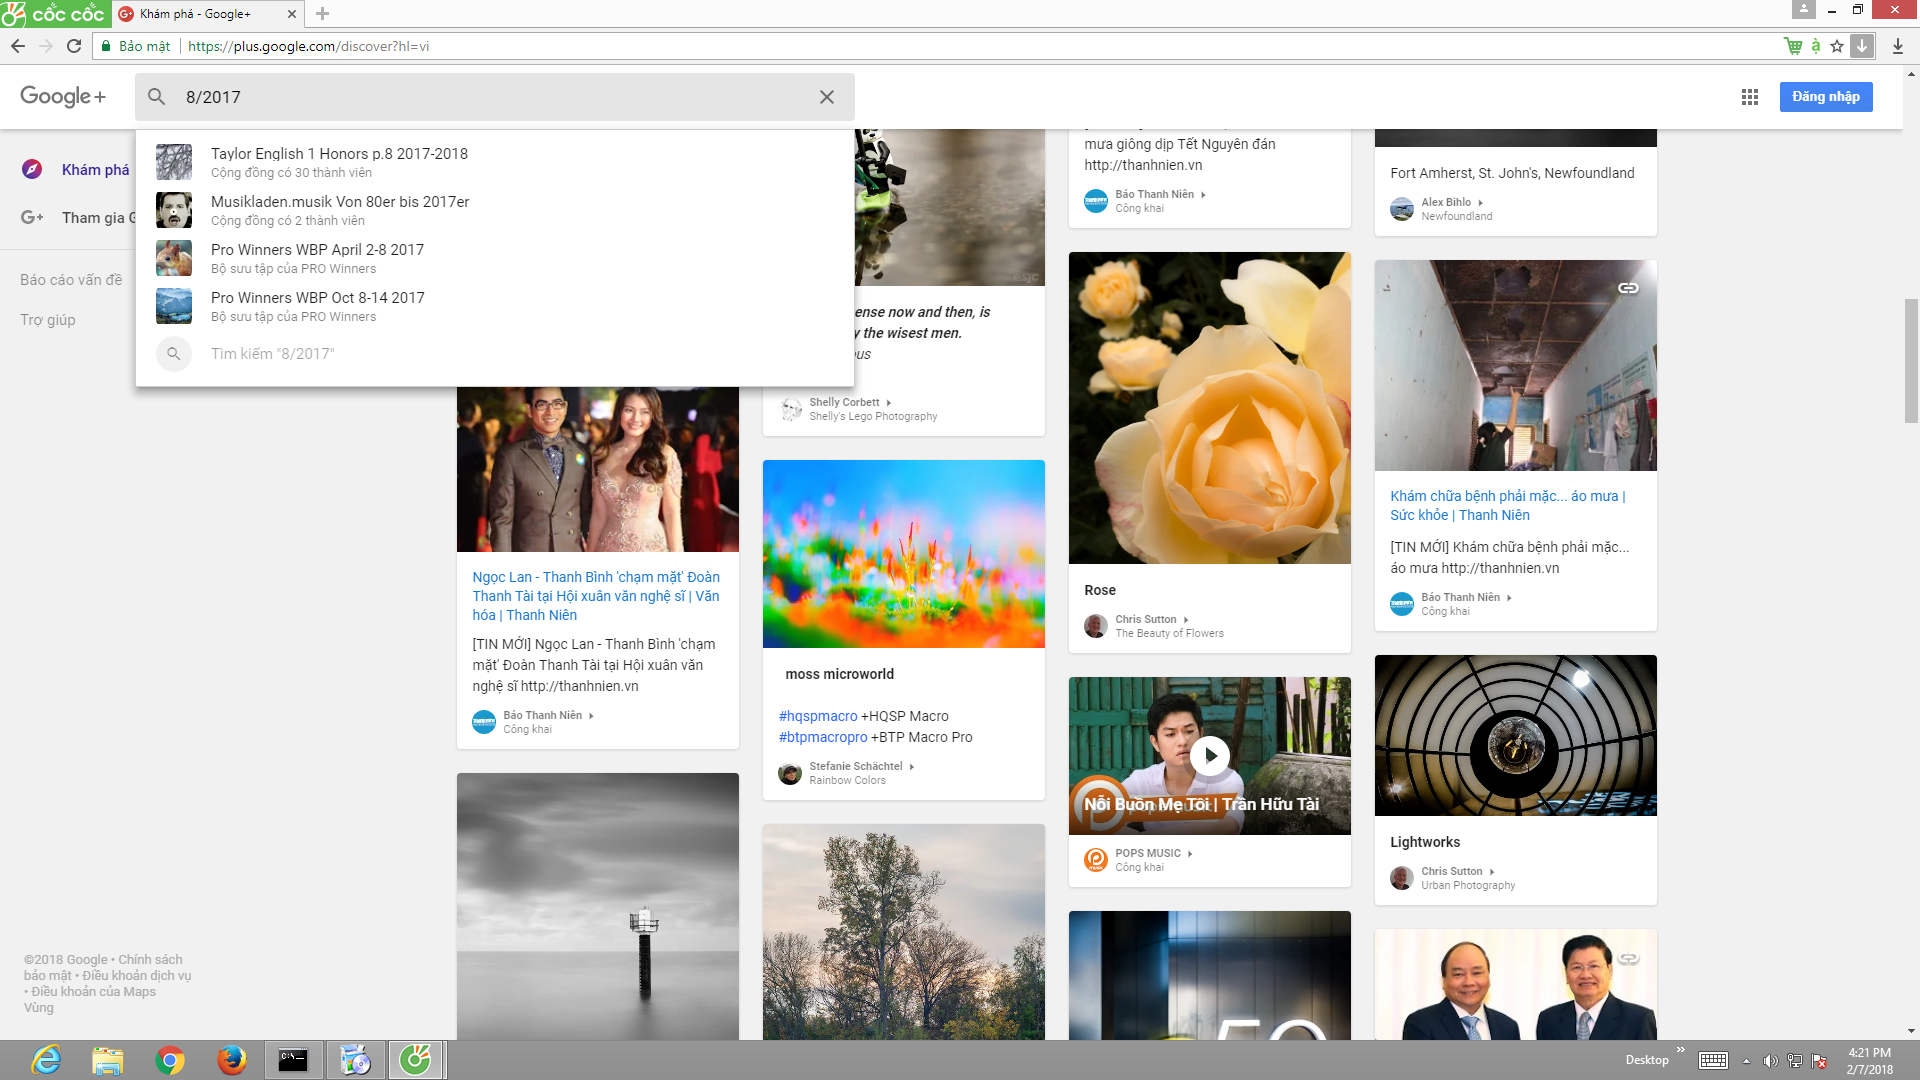 cốc cốc
Khám phá - Google+
Bảo mật
https://plus.google.com/discover?hl=vi
Google+
8/2017
Đăng nhập
Taylor English 1 Honors p.8 2017-2018
Cộng đồng có 30 thành viên
Musikladen.musik Von 80er bis 2017er
Cộng đồng có 2 thành viên
Pro Winners WBP April 2-8 2017
Bộ sưu tập của PRO Winners
Pro Winners WBP Oct 8-14 2017
Bộ sưu tập của PRO Winners
Tìm kiếm "8/2017"
Khám phá
Tham gia G
Báo cáo vấn đề
Trợ giúp
©2018 Google • Chính sách
bảo mật • Điều khoản dịch vụ
• Điều khoản của Maps
Vùng
Ngọc Lan - Thanh Bình 'chạm mặt' Đoàn
Thanh Tài tại Hội xuân văn nghệ sĩ | Văn
hóa | Thanh Niên
[TIN MỚI] Ngọc Lan - Thanh Bình 'chạm
mặt' Đoàn Thanh Tài tại Hội xuân văn
nghệ sĩ http://thanhnien.vn
Báo Thanh Niên
Công khai
ense now and then, is
y the wisest men.
ous
Shelly Corbett
Shelly's Lego Photography
moss microworld
#hqspmacro +HQSP Macro
#btpmacropro +BTP Macro Pro
Stefanie Schächtel
Rainbow Colors
mưa giông dịp Tết Nguyên đán
http://thanhnien.vn
Báo Thanh Niên
Công khai
Rose
Chris Sutton
The Beauty of Flowers
Nỗi Buồn Mẹ Tôi | Trần Hữu Tài
POPS MUSIC
Công khai
50
Fort Amherst, St. John's, Newfoundland
Alex Bihlo
Newfoundland
Khám chữa bệnh phải mặc... áo mưa |
Sức khỏe | Thanh Niên
[TIN MỚI] Khám chữa bệnh phải mặc...
áo mưa http://thanhnien.vn
Báo Thanh Niên
Công khai
Lightworks
Chris Sutton
Urban Photography
Desktop
4:21 PM
2/7/2018